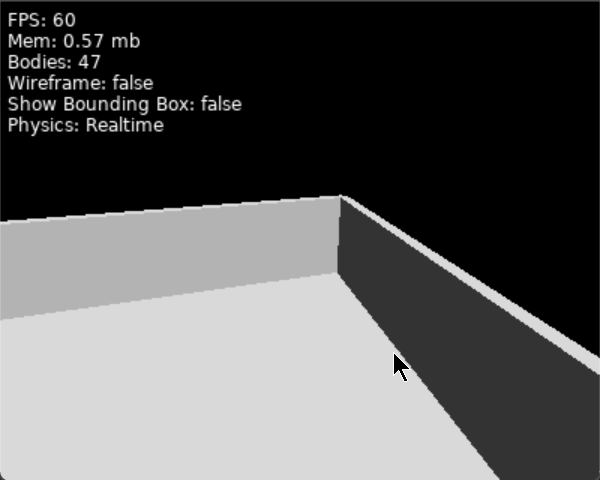 FPS: 60
Mem: 0.57 mb
Bodies: 47
Wireframe: false
Show Bounding Box: false
Physics: Realtime